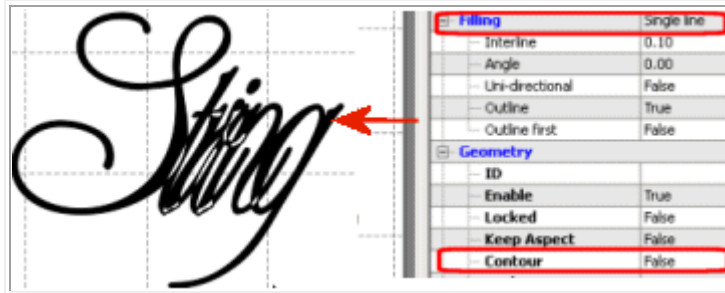 Filling Single line
Interline 0.10
Angle 0.00
Uni-directional False
Outline True
Outline first False
Geometry
ID
Enable True
Locked False
Keep Aspect False
Contour False